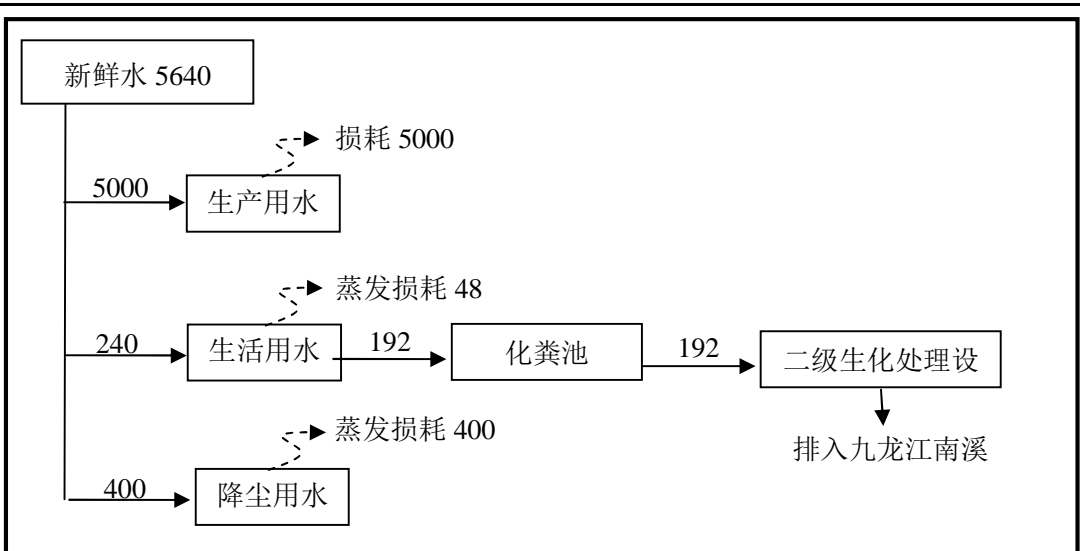 新鲜水 5640
损耗 5000
5000
生产用水
蒸发损耗 48
240
生活用水
192
化粪池
192
二级生化处理设
排入九龙江南溪
蒸发损耗 400
400
降尘用水